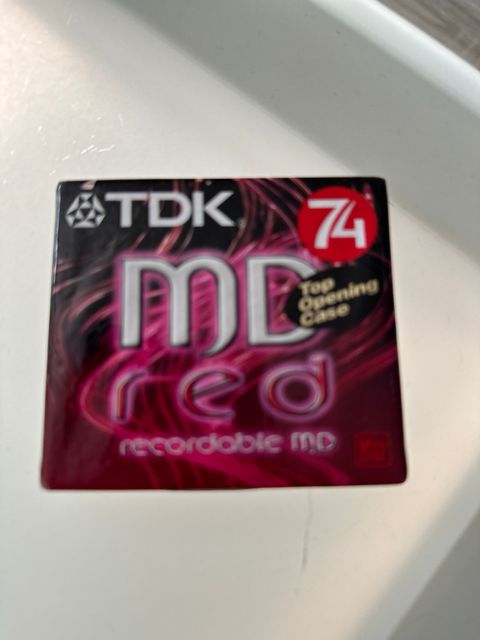 TDK
74
MD
Top
Opening
Case
red
recordable MD